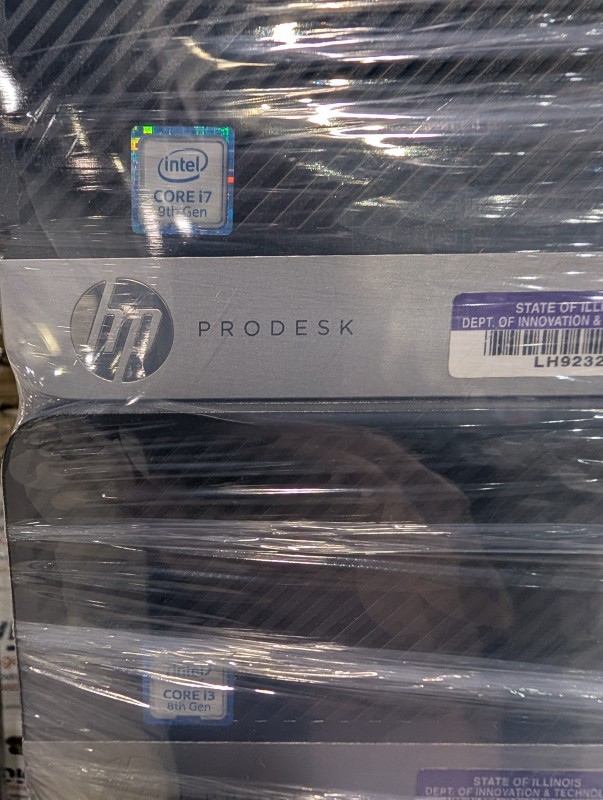 intel
CORE i7
9th Gen
hp
PRODESK
STATE OF ILLI
DEPT. OF INNOVATION &
LH9232
intel
CORE i3
8th Gen
STATE OF ILLINOIS
DEPT. OF INNOVATION & TECHNOL